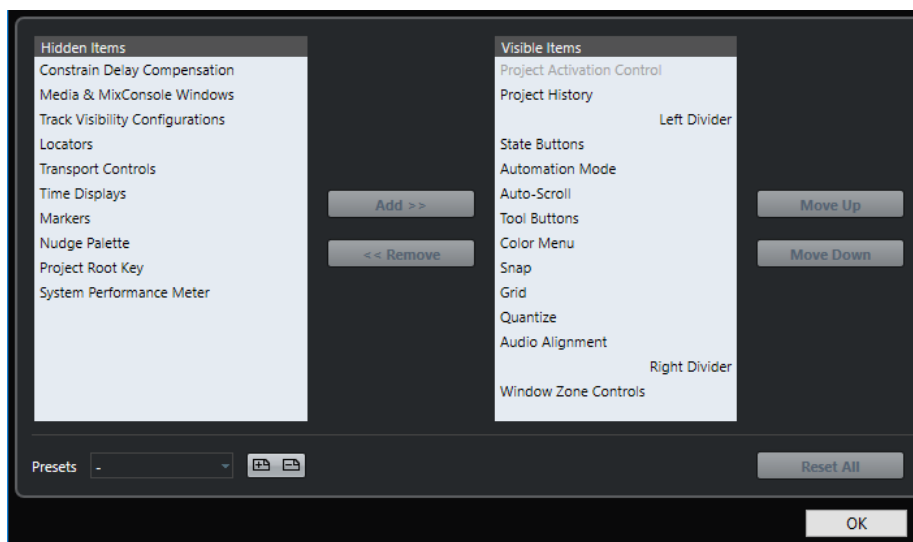 Hidden Items
Constrain Delay Compensation
Media & MixConsole Windows
Track Visibility Configurations
Locators
Transport Controls
Time Displays
Markers
Nudge Palette
Project Root Key
System Performance Meter
Add >>
<< Remove
Visible Items
Project Activation Control
Project History
Left Divider
State Buttons
Automation Mode
Auto-Scroll
Tool Buttons
Color Menu
Snap
Grid
Quantize
Audio Alignment
Right Divider
Window Zone Controls
Move Up
Move Down
Presets -
Reset All
OK